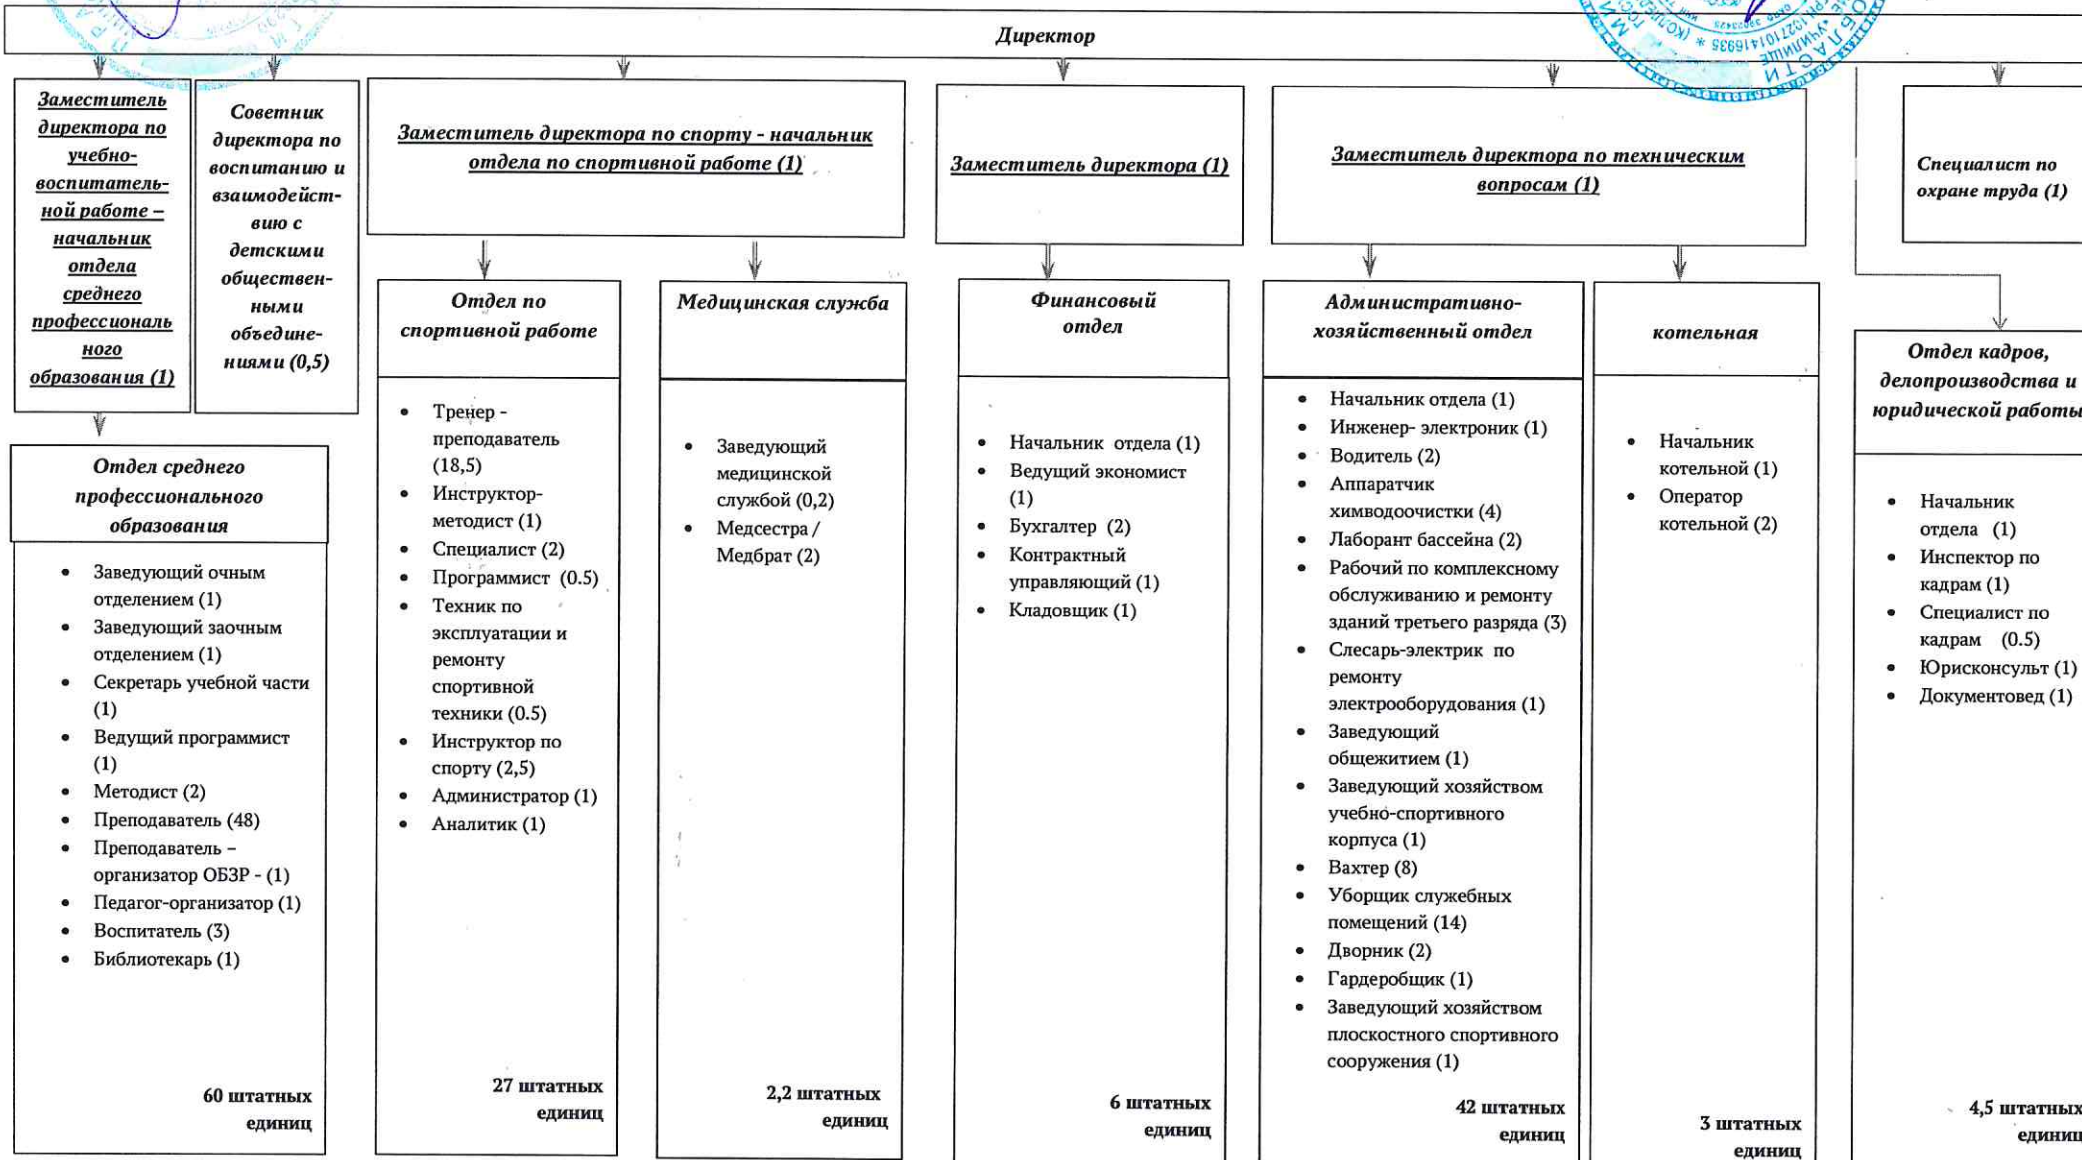 Директор
Заместитель
директора по
учебно-
воспитатель-
ной работе –
начальник
отдела
среднего
профессиональ
ного
образования (1)
Советник
директора по
воспитанию и
взаимодейст-
вию с
детскими
обществен-
ными
объедине-
ниями (0,5)
Заместитель директора по спорту - начальник
отдела по спортивной работе (1)
Заместитель директора (1)
Заместитель директора по техническим
вопросам (1)
Специалист по
охране труда (1)
Отдел среднего
профессионального
образования
• Заведующий очным
отделением (1)
• Заведующий заочным
отделением (1)
• Секретарь учебной части
(1)
• Ведущий программист
(1)
• Методист (2)
• Преподаватель (48)
• Преподаватель –
организатор ОБЗР - (1)
• Педагог-организатор (1)
• Воспитатель (3)
• Библиотекарь (1)
60 штатных
единиц
Отдел по
спортивной работе
• Тренер -
преподаватель
(18,5)
• Инструктор-
методист (1)
• Специалист (2)
• Программист (0.5)
• Техник по
эксплуатации и
ремонту
спортивной
техники (0.5)
• Инструктор по
спорту (2,5)
• Администратор (1)
• Аналитик (1)
27 штатных
единиц
Медицинская служба
• Заведующий
медицинской
службой (0,2)
• Медсестра /
Медбрат (2)
2,2 штатных
единиц
Финансовый
отдел
• Начальник отдела (1)
• Ведущий экономист
(1)
• Бухгалтер (2)
• Контрактный
управляющий (1)
• Кладовщик (1)
6 штатных
единиц
Административно-
хозяйственный отдел
• Начальник отдела (1)
• Инженер- электроник (1)
• Водитель (2)
• Аппаратчик
химводоочистки (4)
• Лаборант бассейна (2)
• Рабочий по комплексному
обслуживанию и ремонту
зданий третьего разряда (3)
• Слесарь-электрик по
ремонту
электрооборудования (1)
• Заведующий
общежитием (1)
• Заведующий хозяйством
учебно-спортивного
корпуса (1)
• Вахтер (8)
• Уборщик служебных
помещений (14)
• Дворник (2)
• Гардеробщик (1)
• Заведующий хозяйством
плоскостного спортивного
сооружения (1)
42 штатных
единиц
котельная
• Начальник
котельной (1)
• Оператор
котельной (2)
3 штатных
единиц
Отдел кадров,
делопроизводства и
юридической работы
• Начальник
отдела (1)
• Инспектор по
кадрам (1)
• Специалист по
кадрам (0.5)
• Юрисконсульт (1)
• Документовед (1)
4,5 штатных
единиц